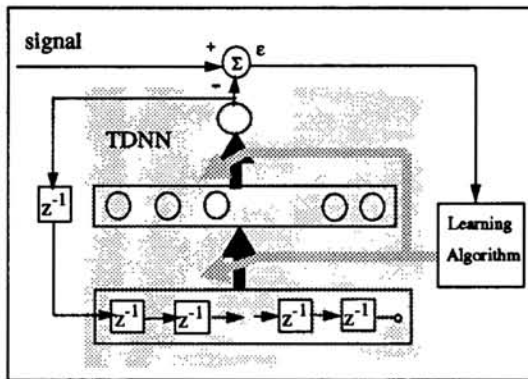 signal
+
Σ
ε
-
TDNN
z-1
Learning
Algorithm
z-1 z-1 z-1 z-1